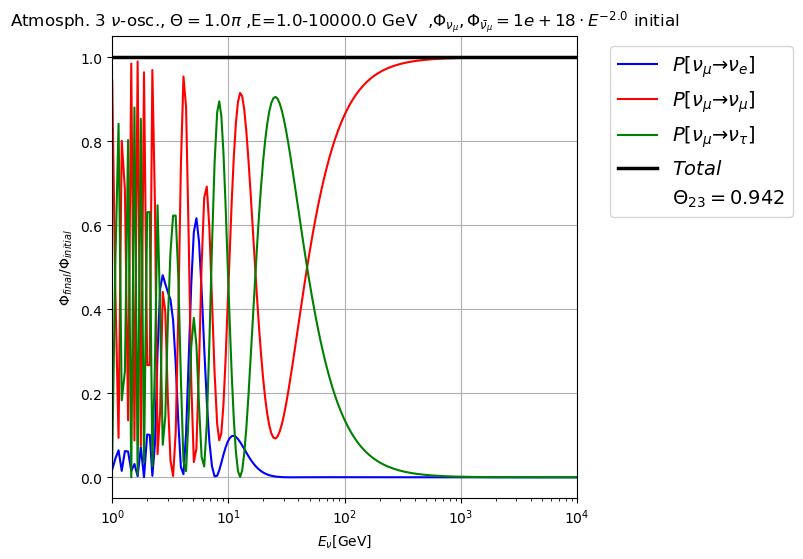 Atmosph. 3 ν-osc., Θ = 1.0π ,E=1.0-10000.0 GeV ,Φ_{ν_μ}, Φ_{ν̄_μ} = 1e + 18 · E^{−2.0} initial
P[ν_μ→ν_e]
P[ν_μ→ν_μ]
P[ν_μ→ν_τ]
Total
Θ_{23} = 0.942
1.0
0.8
0.6
0.4
0.2
0.0
Φ_{final}/Φ_{initial}
10^0
10^1
10^2
10^3
10^4
E_ν[GeV]